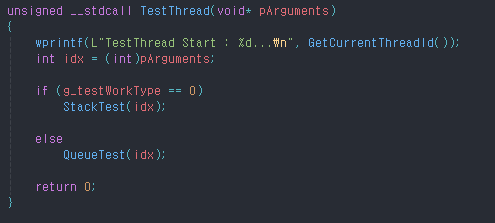 unsigned __stdcall TestThread(void* pArguments)
{
wprintf(L"TestThread Start : %d...₩n", GetCurrentThreadId());
int idx = (int)pArguments;
if (g_testWorkType == 0)
StackTest(idx);
else
QueueTest(idx);
return 0;
}